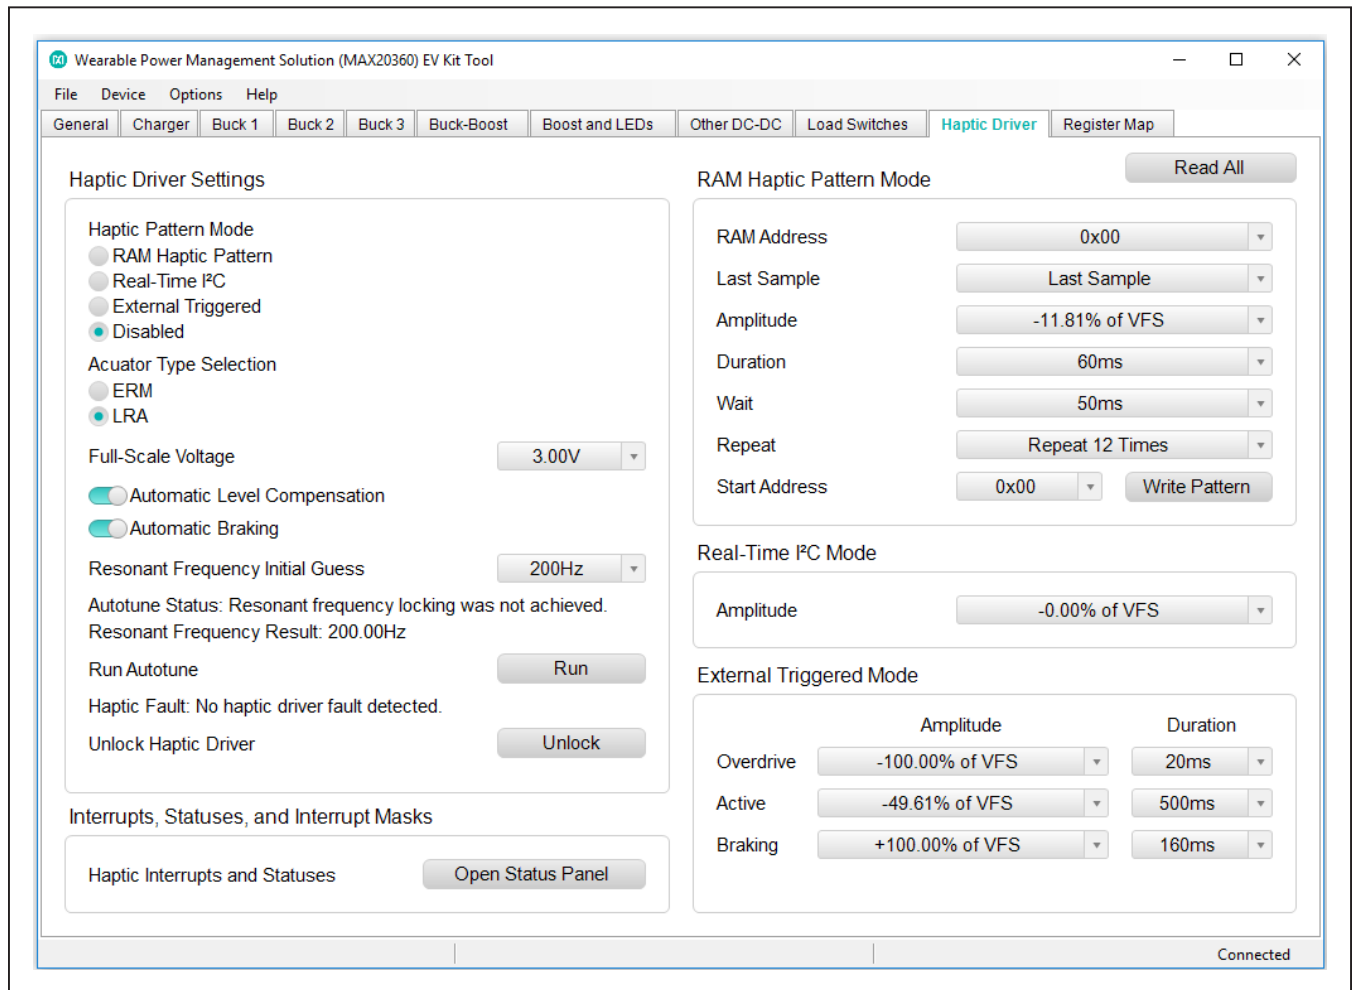 Wearable Power Management Solution (MAX20360) EV Kit Tool
File Device Options Help
General Charger Buck 1 Buck 2 Buck 3 Buck-Boost Boost and LEDs Other DC-DC Load Switches Haptic Driver Register Map
Read All
Haptic Driver Settings
Haptic Pattern Mode
RAM Haptic Pattern
Real-Time I²C
External Triggered
Disabled
Acuator Type Selection
ERM
LRA
Full-Scale Voltage 3.00V
Automatic Level Compensation
Automatic Braking
Resonant Frequency Initial Guess 200Hz
Autotune Status: Resonant frequency locking was not achieved.
Resonant Frequency Result: 200.00Hz
Run Autotune Run
Haptic Fault: No haptic driver fault detected.
Unlock Haptic Driver Unlock
Interrupts, Statuses, and Interrupt Masks
Haptic Interrupts and Statuses Open Status Panel
RAM Haptic Pattern Mode
RAM Address 0x00
Last Sample Last Sample
Amplitude -11.81% of VFS
Duration 60ms
Wait 50ms
Repeat Repeat 12 Times
Start Address 0x00 Write Pattern
Real-Time I²C Mode
Amplitude -0.00% of VFS
External Triggered Mode
Amplitude Duration
Overdrive -100.00% of VFS 20ms
Active -49.61% of VFS 500ms
Braking +100.00% of VFS 160ms
Connected